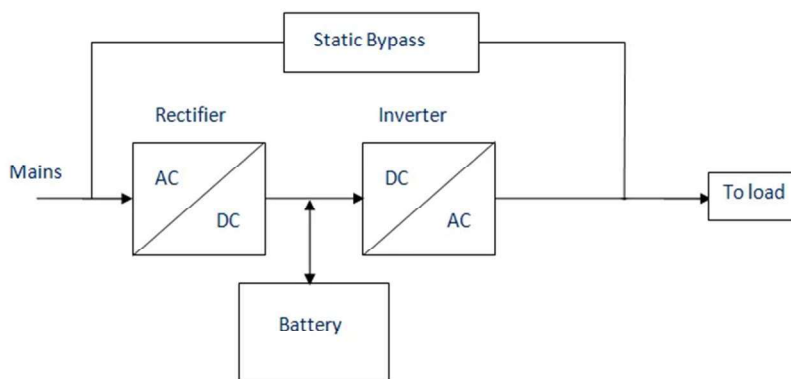 Static Bypass
Rectifier
Inverter
Mains
AC
DC
DC
AC
To load
Battery